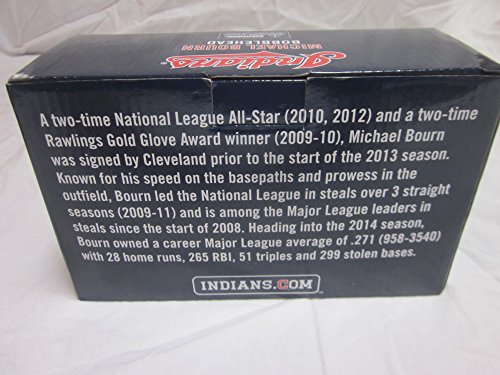 Indians
MICHAEL BOURN
BOBBLEHEAD
A two-time National League All-Star (2010, 2012) and a two-time
Rawlings Gold Glove Award winner (2009-10), Michael Bourn
was signed by Cleveland prior to the start of the 2013 season.
Known for his speed on the basepaths and prowess in the
outfield, Bourn led the National League in steals over 3 straight
seasons (2009-11) and is among the Major League leaders in
steals since the start of 2008. Heading into the 2014 season,
Bourn owned a career Major League average of .271 (958-3540)
with 28 home runs, 265 RBI, 51 triples and 299 stolen bases.
INDIANS.COM